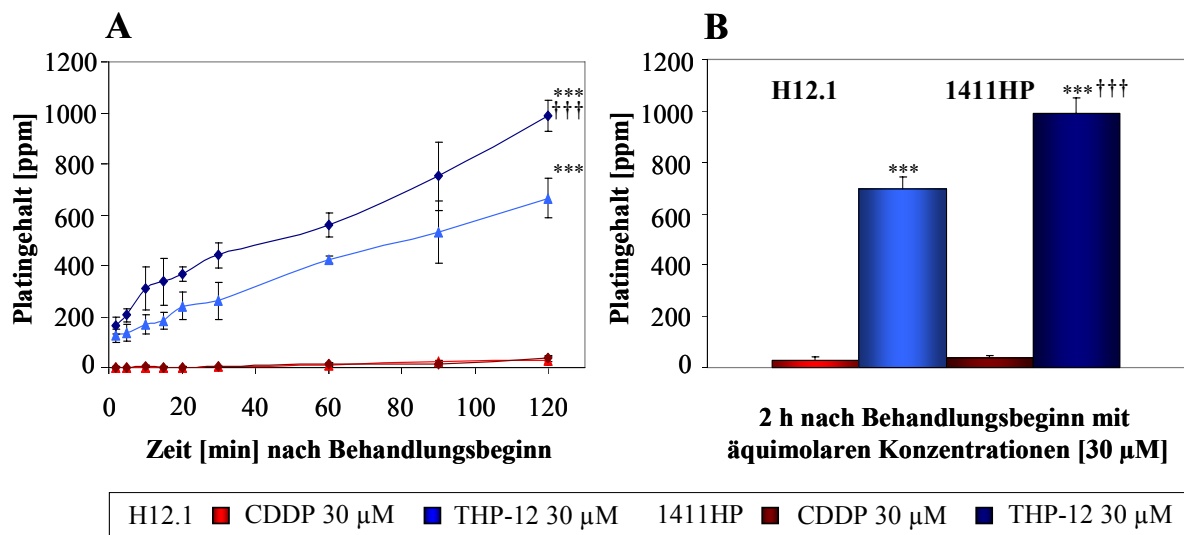 A
B
1200
1000
800
600
400
200
0
Platingehalt [ppm]
***
†††
***
0 20 40 60 80 100 120
Zeit [min] nach Behandlungsbeginn
1200
1000
800
600
400
200
0
Platingehalt [ppm]
H12.1
1411HP
***
***†††
2 h nach Behandlungsbeginn mit
äquimolaren Konzentrationen [30 µM]
H12.1 CDDP 30 µM THP-12 30 µM 1411HP CDDP 30 µM THP-12 30 µM